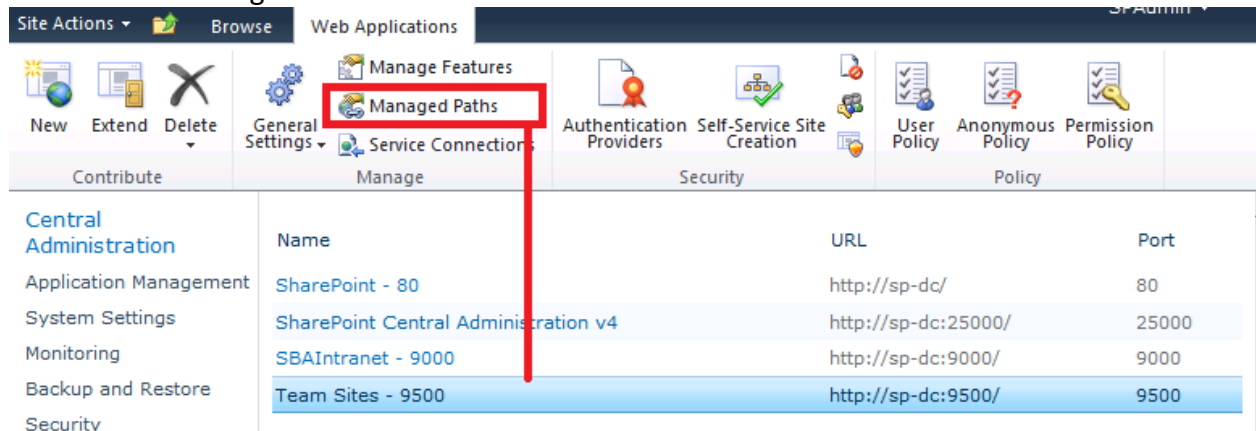 Site Actions Browse Web Applications
New Extend Delete
General Settings
Manage Features
Managed Paths
Service Connections
Authentication Providers
Self-Service Site Creation
User Policy
Anonymous Policy
Permission Policy
Contribute Manage Security Policy
Central
Administration
Application Management
System Settings
Monitoring
Backup and Restore
Security
Name URL Port
SharePoint - 80 http://sp-dc/ 80
SharePoint Central Administration v4 http://sp-dc:25000/ 25000
SBAIntranet - 9000 http://sp-dc:9000/ 9000
Team Sites - 9500 http://sp-dc:9500/ 9500